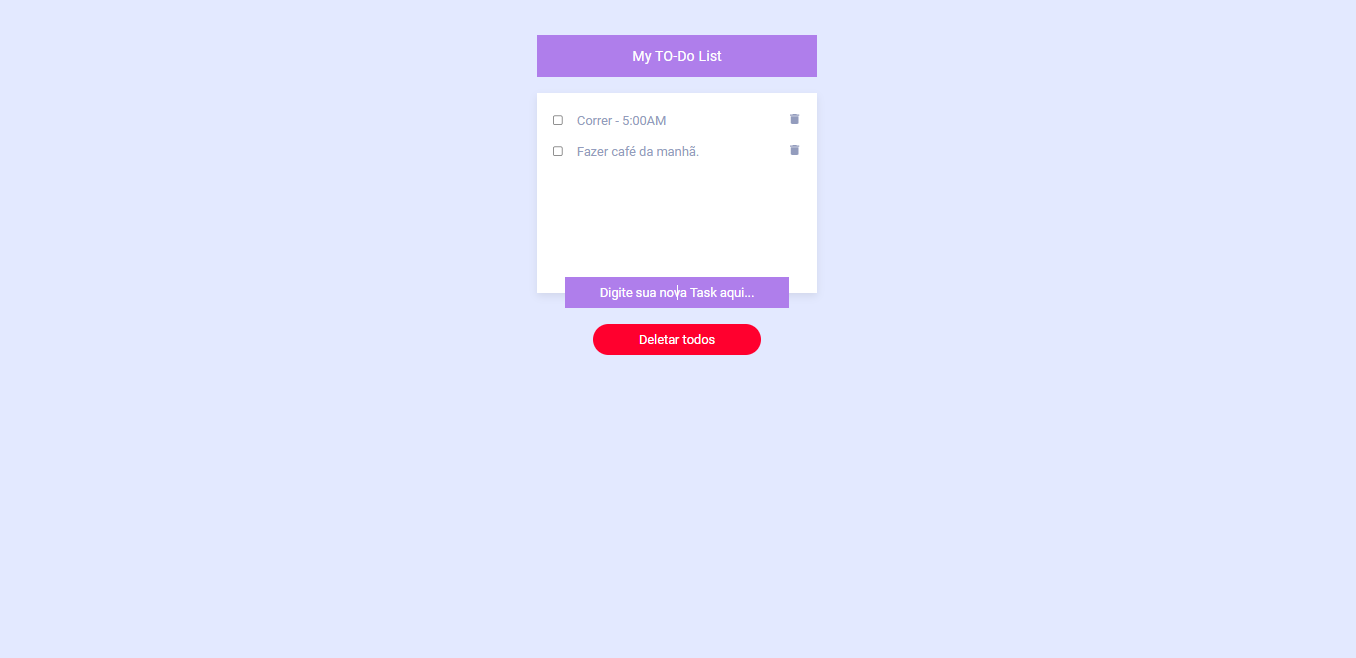 My TO-Do List
Correr - 5:00AM
Fazer café da manhã.
Digite sua nova Task aqui...
Deletar todos